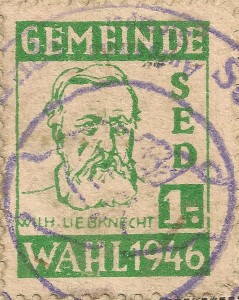 GEMEINDE
SED
1.-
WILH. LIEBKNECHT
WAHL 1946